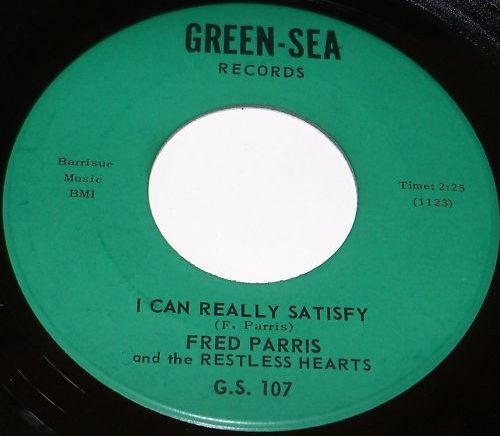 GREEN-SEA
RECORDS
Barrisue
Music
BMI
Time: 2:25
(1123)
I CAN REALLY SATISFY
(F. Parris)
FRED PARRIS
and the RESTLESS HEARTS
G.S. 107